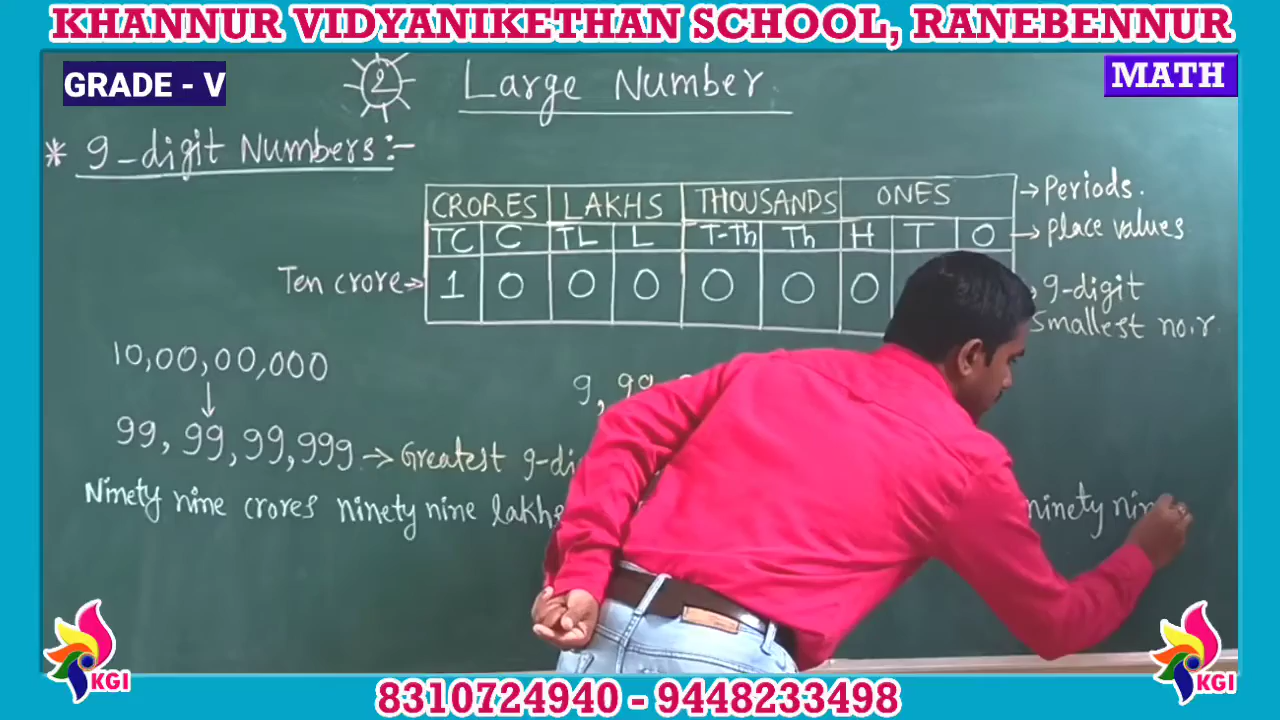 KHANNUR VIDYANIKETHAN SCHOOL, RANEBENNUR
GRADE - V
MATH
2 Large Number
* 9-digit Numbers:-
CRORES LAKHS THOUSANDS ONES → Periods.
TC C TL L T-Th Th H T O → place values
Ten crore → 1 0 0 0 0 0 0 9-digit
Smallest no.r
10,00,00,000
9, 99
↓
99,99,99,999 → Greatest 9-di
Ninety nine crores ninety nine lakhs ninety nin
KGI
KGI
8310724940 - 9448233498